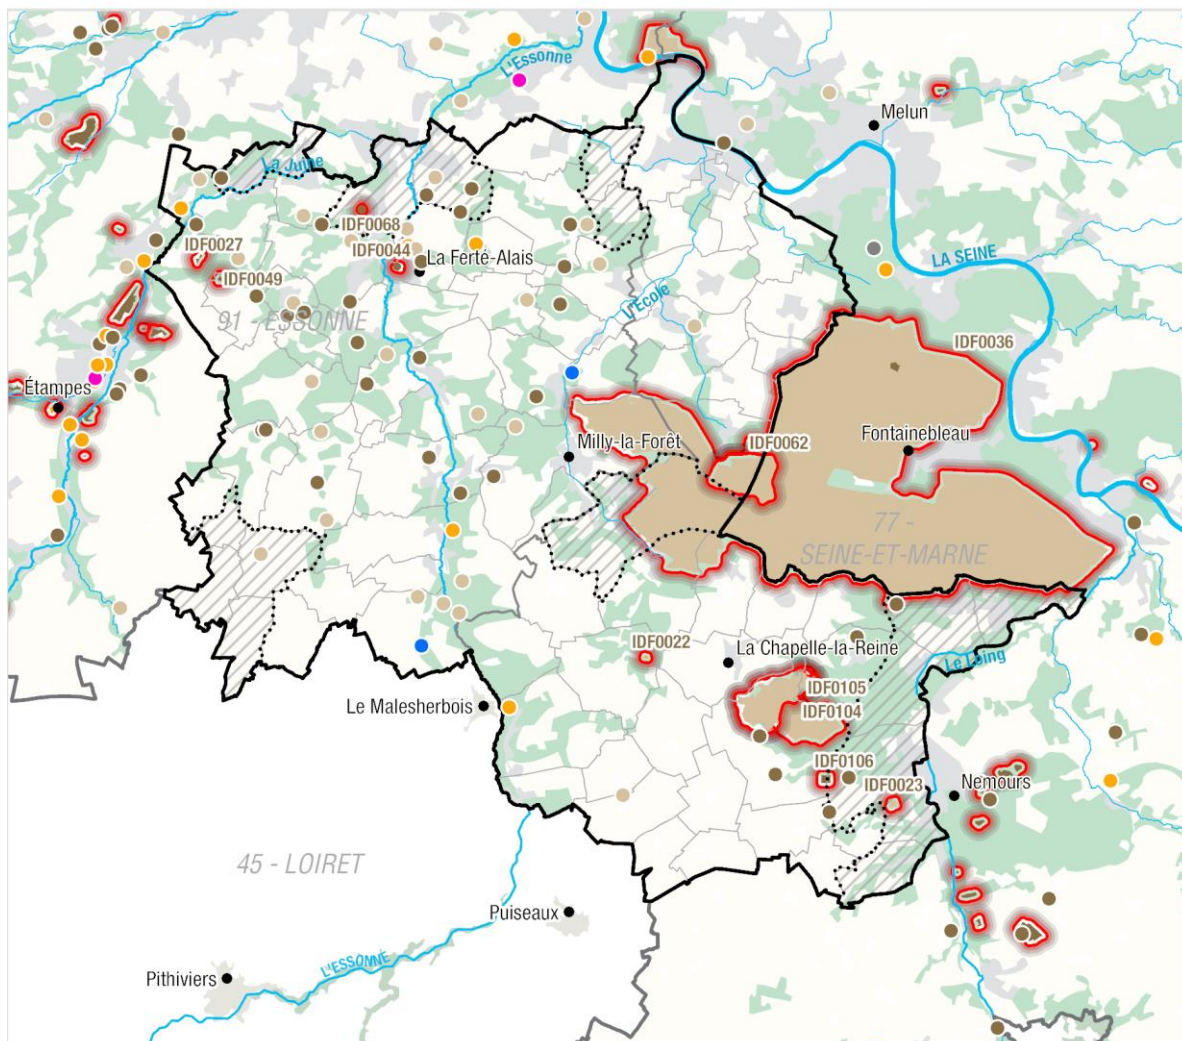 L'Essonne
Melun
La Juine
IDF0068
IDF0027
IDF0044
La Ferté-Alais
LA SEINE
IDF0049
L'École
91 - ESSONNE
IDF0036
Étampes
Milly-la-Forêt
IDF0062
Fontainebleau
77 -
SEINE-ET-MARNE
IDF0022
La Chapelle-la-Reine
Le Loing
IDF0105
Le Malesherbois
IDF0104
IDF0106
IDF0023
Nemours
45 - LOIRET
Puiseaux
L'ESSONNE
Pithiviers